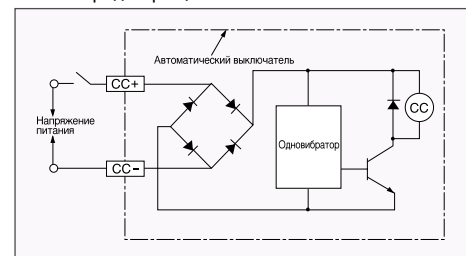 Автоматический выключатель
CC+
CC
Напряжение
питания
Одновибратор
CC−